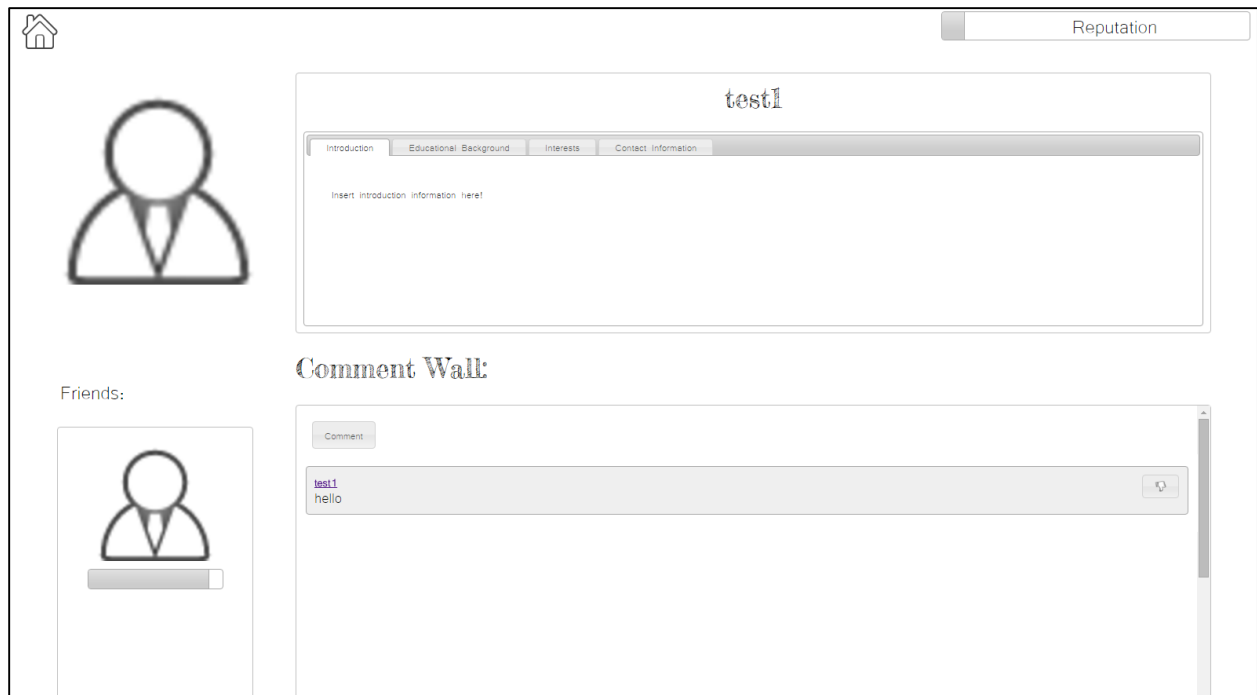 Reputation
test1
Introduction Educational Background Interests Contact Information
Insert introduction information here!
Comment Wall:
Friends:
Comment
test1
hello